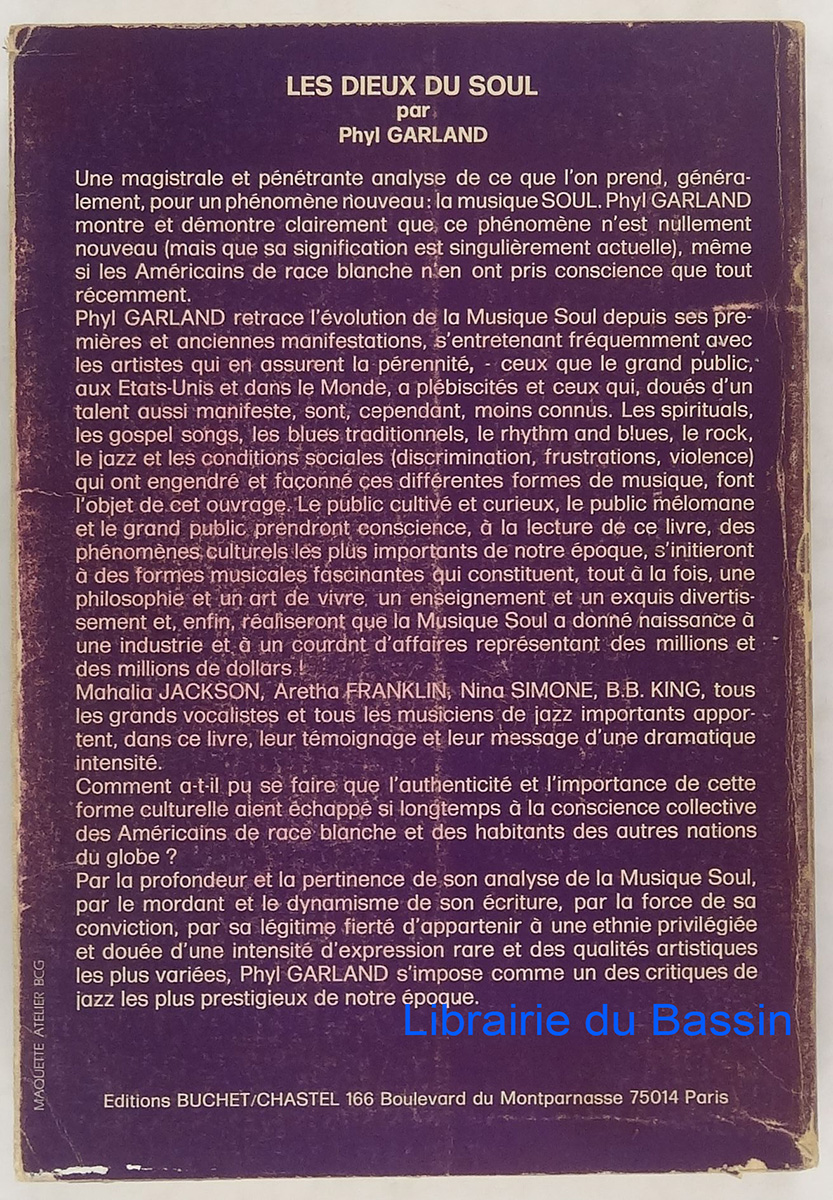 LES DIEUX DU SOUL
par
Phyl GARLAND
Une magistrale et pénétrante analyse de ce que l'on prend, généra-
lement, pour un phénomène nouveau : la musique SOUL. Phyl GARLAND
montre et démontre clairement que ce phénomène n'est nullement
nouveau (mais que sa signification est singulièrement actuelle), même
si les Américains de race blanche n'en ont pris conscience que tout
récemment.
Phyl GARLAND retrace l'évolution de la Musique Soul depuis ses pre-
mières et anciennes manifestations, s'entretenant fréquemment avec
les artistes qui en assurent la pérennité, - ceux que le grand public,
aux Etats-Unis et dans le Monde, a plébiscités et ceux qui, doués d'un
talent aussi manifeste, sont, cependant, moins connus. Les spirituals,
les gospel songs, les blues traditionnels, le rhythm and blues, le rock,
le jazz et les conditions sociales (discrimination, frustrations, violence)
qui ont engendré et façonné ces différentes formes de musique, font
l'objet de cet ouvrage. Le public cultivé et curieux, le public mélomane
et le grand public prendront conscience, à la lecture de ce livre, des
phénomènes culturels les plus importants de notre époque, s'initieront
à des formes musicales fascinantes qui constituent, tout à la fois, une
philosophie et un art de vivre, un enseignement et un exquis divertis-
sement et, enfin, réaliseront que la Musique Soul a donné naissance à
une industrie et à un courant d'affaires représentant des millions et
des millions de dollars !
Mahalia JACKSON, Aretha FRANKLIN, Nina SIMONE, B.B. KING, tous
les grands vocalistes et tous les musiciens de jazz importants appor-
tent, dans ce livre, leur témoignage et leur message d'une dramatique
intensité.
Comment a-t-il pu se faire que l'authenticité et l'importance de cette
forme culturelle aient échappé si longtemps à la conscience collective
des Américains de race blanche et des habitants des autres nations
du globe ?
Par la profondeur et la pertinence de son analyse de la Musique Soul,
par le mordant et le dynamisme de son écriture, par la force de sa
conviction, par sa légitime fierté d'appartenir à une ethnie privilégiée
et douée d'une intensité d'expression rare et des qualités artistiques
les plus variées, Phyl GARLAND s'impose comme un des critiques de
jazz les plus prestigieux de notre époque.
Librairie du Bassin
MAQUETTE ATELIER BCG
Editions BUCHET/CHASTEL 166 Boulevard du Montparnasse 75014 Paris